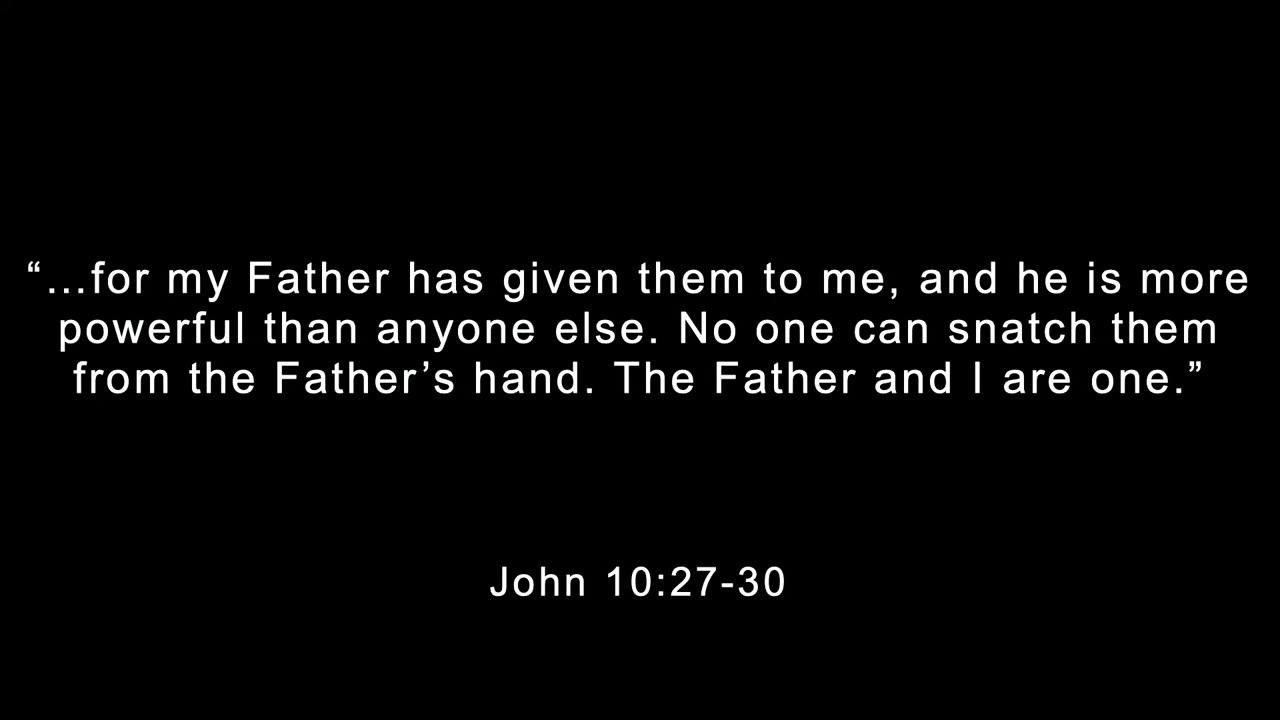 “...for my Father has given them to me, and he is more
powerful than anyone else. No one can snatch them
from the Father’s hand. The Father and I are one.”
John 10:27-30